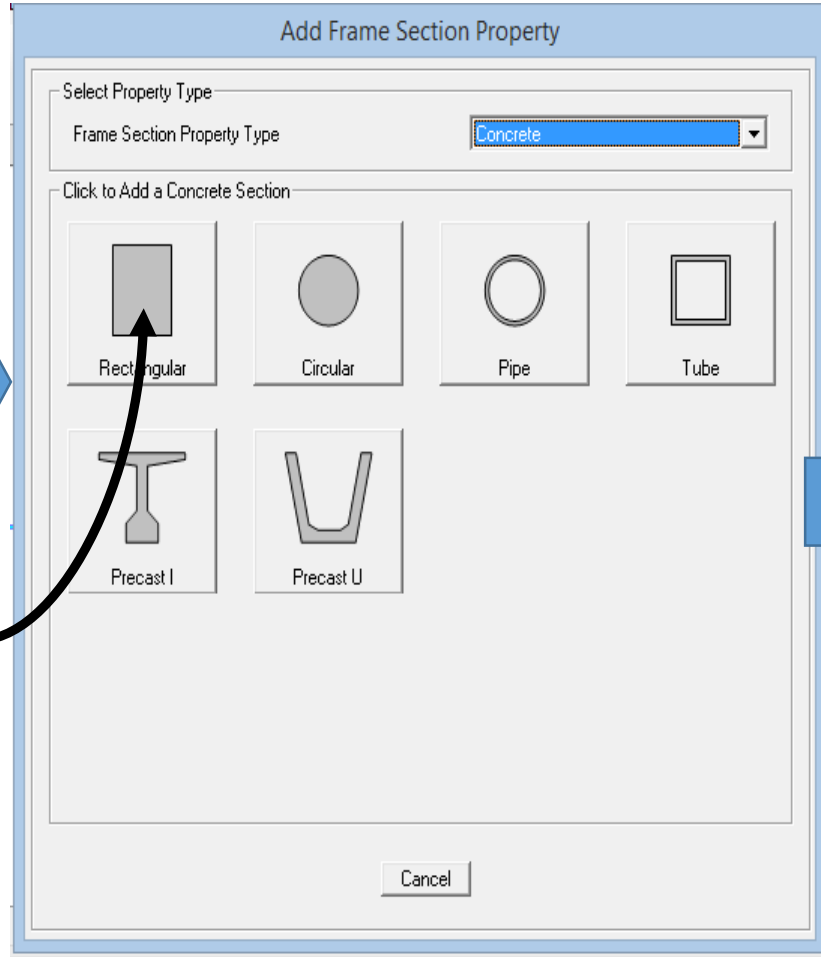 Add Frame Section Property
Select Property Type
Frame Section Property Type
Concrete
Click to Add a Concrete Section
Rectangular
Circular
Pipe
Tube
Precast I
Precast U
Cancel